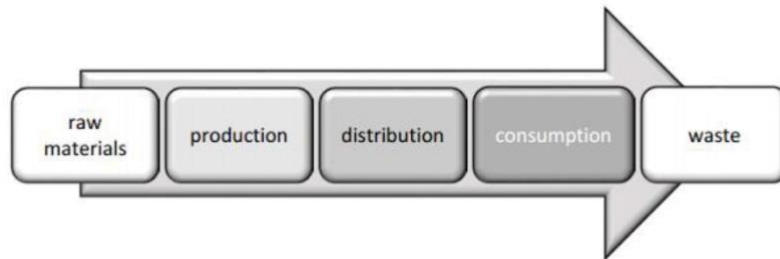 raw
materials
production
distribution
consumption
waste